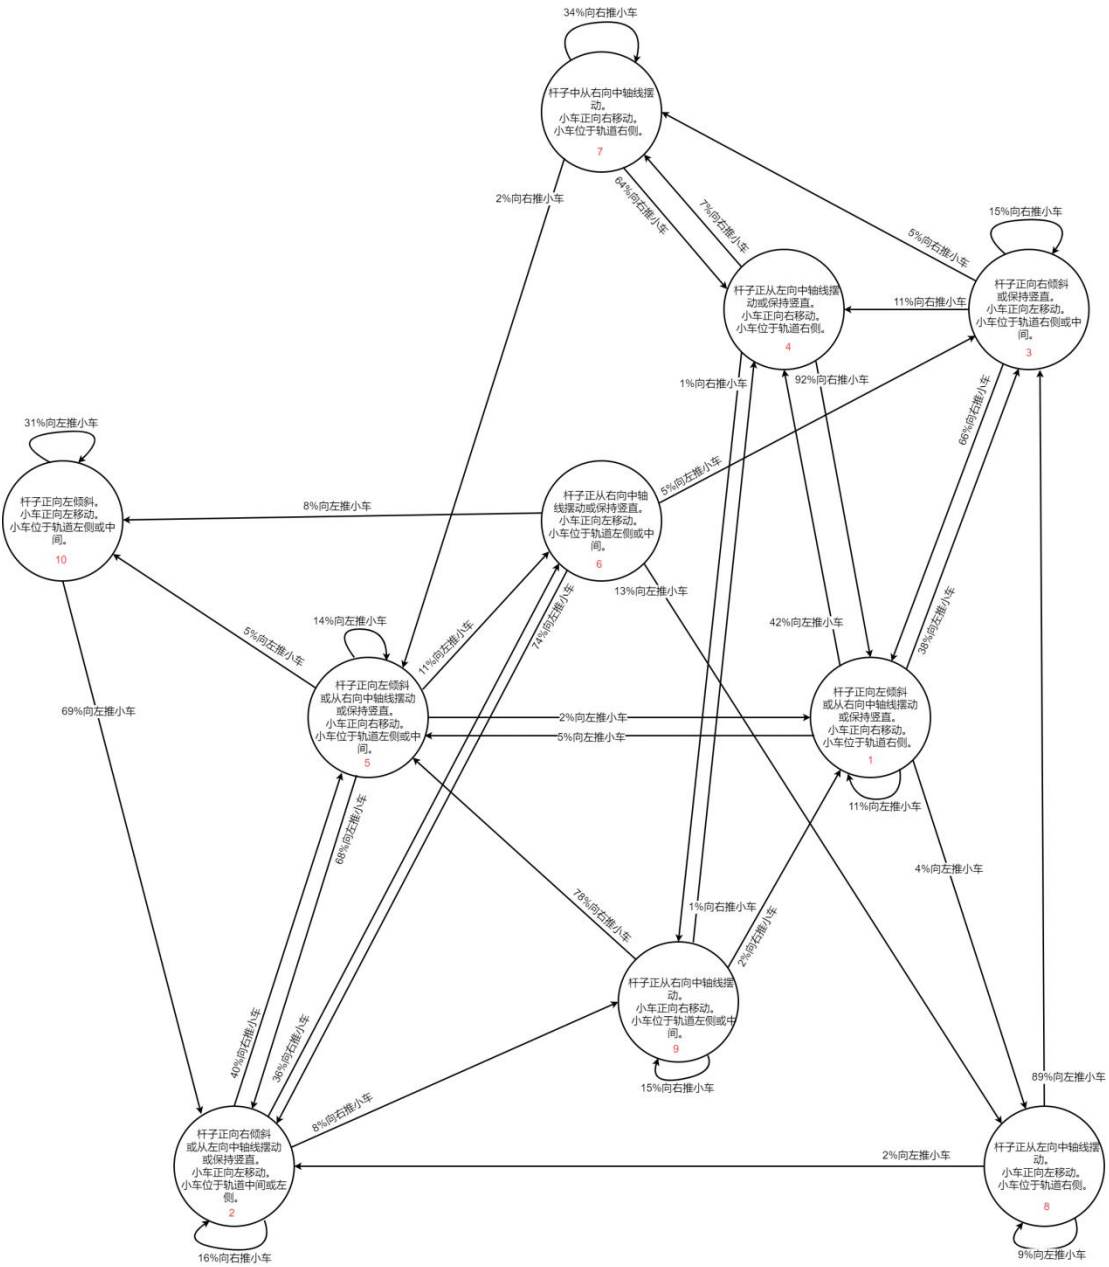 34%向右推小车
杆子中从右向中轴线摆
动。
小车正向右移动。
小车位于轨道右侧。
7
2%向右推小车
64%向右推小车
7%向右推小车
5%向右推小车
15%向右推小车
杆子正从左向中轴线摆
动或保持竖直。
小车正向右移动。
小车位于轨道右侧。
4
11%向右推小车
杆子正向右倾斜
或保持竖直。
小车正向左移动。
小车位于轨道右侧或中
间。
3
1%向右推小车
92%向右推小车
66%向右推小车
31%向左推小车
杆子正向左倾斜。
小车正向左移动。
小车位于轨道左侧或中
间。
10
8%向左推小车
5%向左推小车
杆子正从右向中轴
线摆动或保持竖直。
小车正向左移动。
小车位于轨道左侧或中
间。
6
13%向左推小车
74%向左推小车
11%向左推小车
14%向左推小车
5%向左推小车
42%向左推小车
38%向左推小车
69%向左推小车
杆子正向左倾斜
或从右向中轴线摆动
或保持竖直。
小车正向右移动。
小车位于轨道左侧或中
间。
5
2%向左推小车
5%向左推小车
杆子正向左倾斜
或从右向中轴线摆动
或保持竖直。
小车正向右移动。
小车位于轨道右侧。
1
11%向左推小车
68%向左推小车
4%向左推小车
78%向右推小车
1%向右推小车
2%向右推小车
杆子正从右向中轴线摆
动。
小车正向右移动。
小车位于轨道左侧或中
间。
9
15%向右推小车
40%向右推小车
36%向右推小车
8%向右推小车
89%向左推小车
杆子正向右倾斜
或从左向中轴线摆动
或保持竖直。
小车正向左移动。
小车位于轨道中间或左
侧。
2
16%向右推小车
2%向左推小车
杆子正从左向中轴线摆
动。
小车正向左移动。
小车位于轨道右侧。
8
9%向左推小车